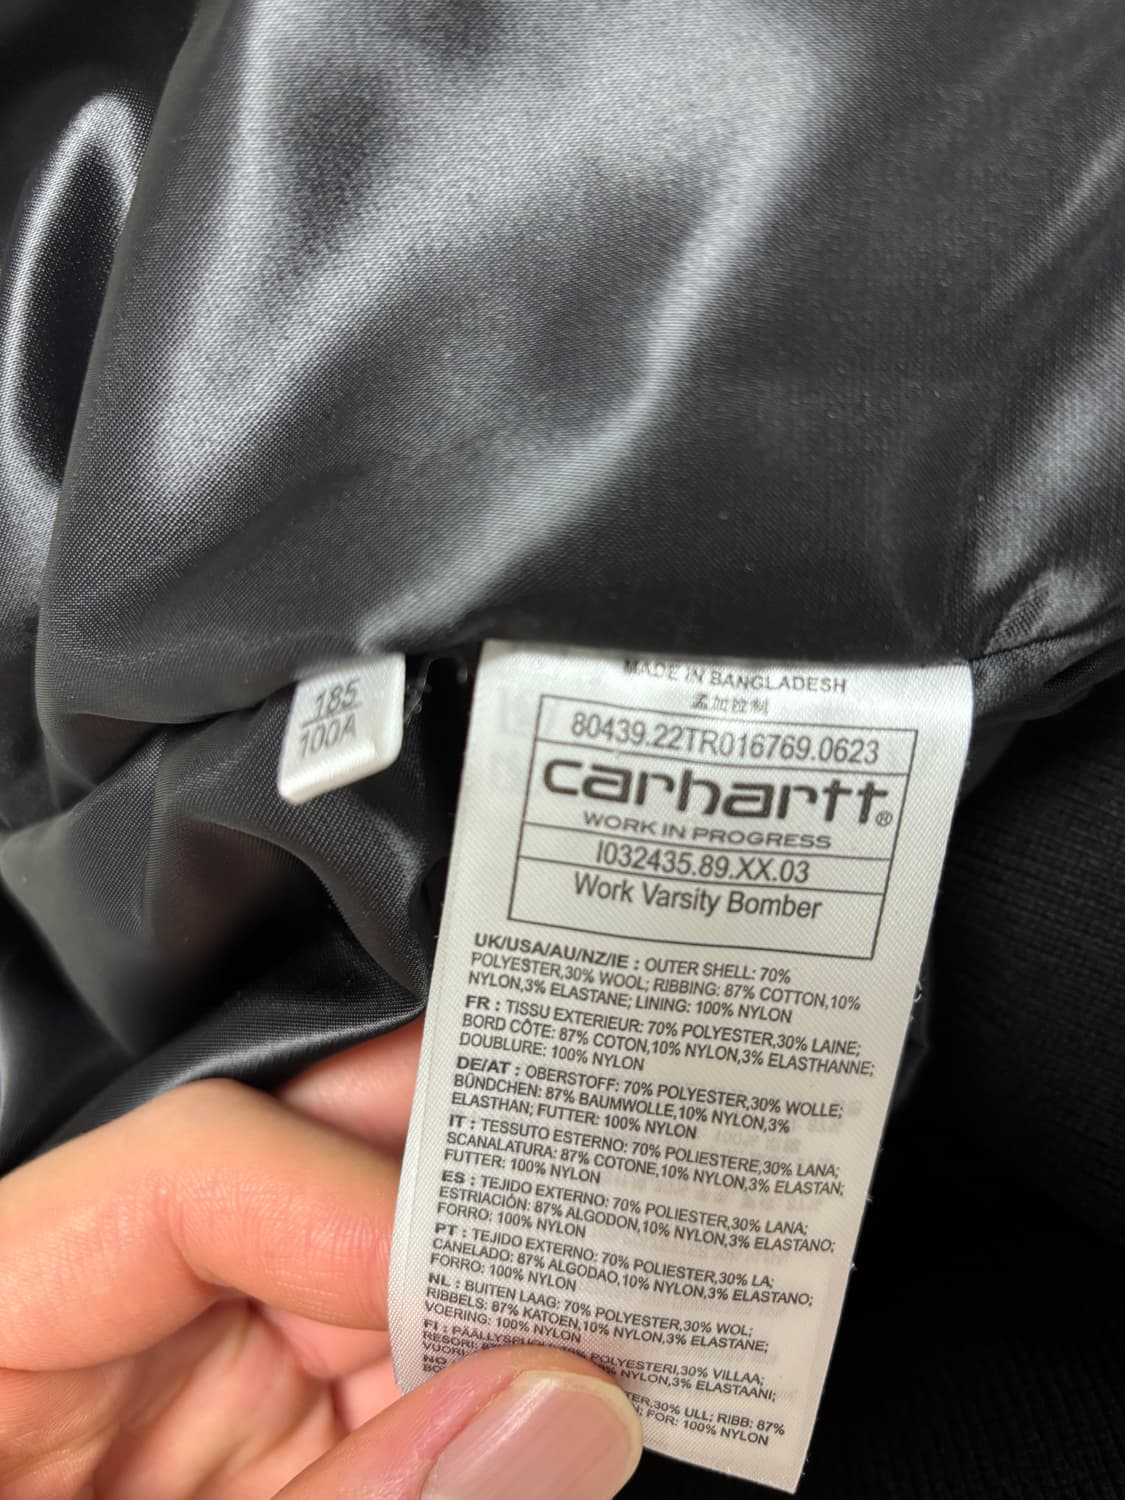 185
100A
MADE IN BANGLADESH
孟加拉制
80439.22TR016769.0623
carhartt®
WORK IN PROGRESS
I032435.89.XX.03
Work Varsity Bomber
UK/USA/AU/NZ/IE : OUTER SHELL: 70%
POLYESTER,30% WOOL; RIBBING: 87% COTTON,10%
NYLON,3% ELASTANE; LINING: 100% NYLON
FR : TISSU EXTERIEUR: 70% POLYESTER,30% LAINE;
BORD CÔTE: 87% COTON,10% NYLON,3% ELASTHANNE;
DOUBLURE: 100% NYLON
DE/AT : OBERSTOFF: 70% POLYESTER,30% WOLLE;
BÜNDCHEN: 87% BAUMWOLLE,10% NYLON,3%
ELASTHAN; FUTTER: 100% NYLON
IT : TESSUTO ESTERNO: 70% POLIESTERE,30% LANA;
SCANALATURA: 87% COTONE,10% NYLON,3% ELASTAN;
FUTTER: 100% NYLON
ES : TEJIDO EXTERNO: 70% POLIESTER,30% LANA;
ESTRIACIÓN: 87% ALGODON,10% NYLON,3% ELASTANO;
FORRO: 100% NYLON
PT : TEJIDO EXTERNO: 70% POLIESTER,30% LA;
CANELADO: 87% ALGODAO,10% NYLON,3% ELASTANO;
FORRO: 100% NYLON
NL : BUITEN LAAG: 70% POLYESTER,30% WOL;
RIBBELS: 87% KATOEN,10% NYLON,3% ELASTANE;
VOERING: 100% NYLON
FI : POLYESTERI,30% VILLAA;
RESORI: NYLON,3% ELASTAANI;
VUORI:
NO
30% ULL; RIBB: 87%
FOR: 100% NYLON